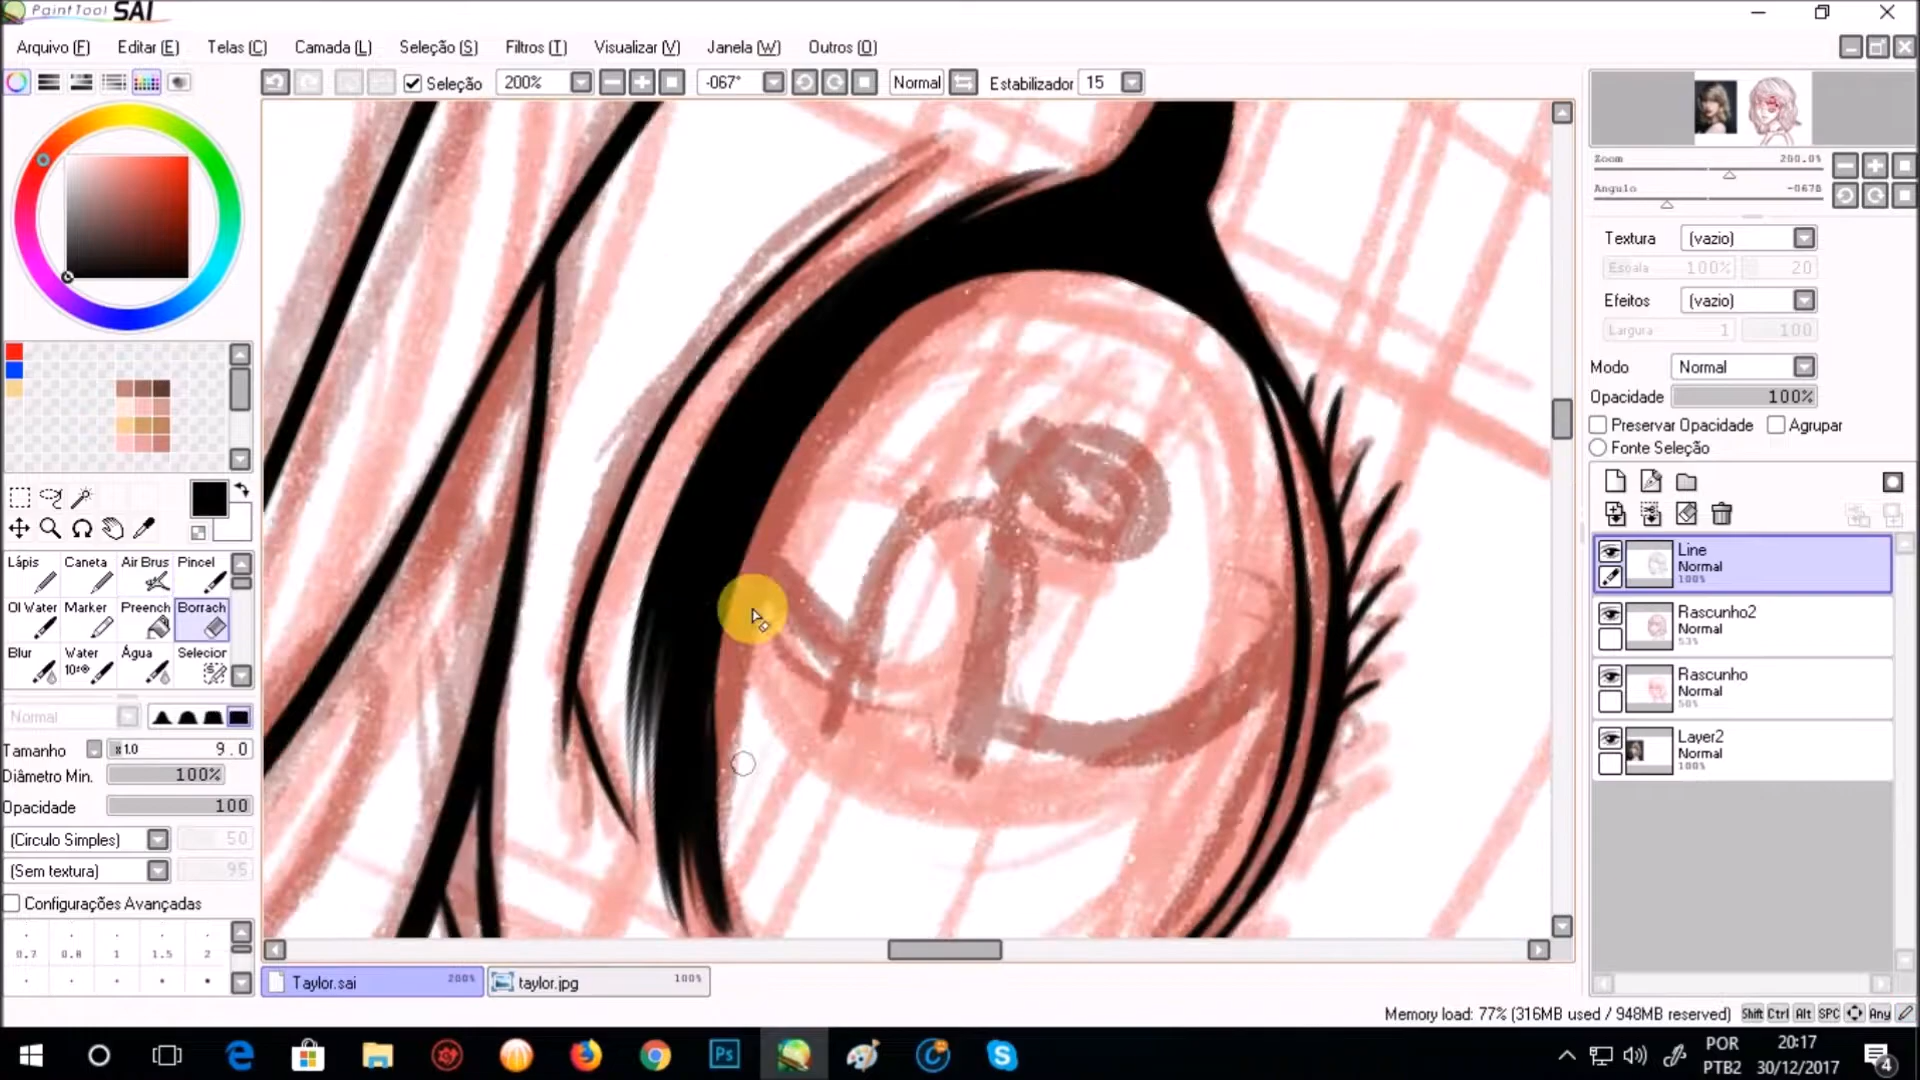 PaintTool SAI
Arquivo (F) Editar (E) Telas (C) Camada (L) Seleção (S) Filtros (T) Visualizar (V) Janela (W) Outros (O)
Seleção 200% -067° Normal Estabilizador 15
Zoom 200.0%
Angulo -067B
Textura (vazio)
Escala 100% 20
Efeitos (vazio)
Largura 1 100
Modo Normal
Opacidade 100%
Preservar Opacidade Agrupar
Fonte Seleção
Line
Normal
100%
Rascunho2
Normal
53%
Rascunho
Normal
50%
Layer2
Normal
100%
Lápis Caneta Air Brus Pincel
Ol Water Marker Preench Borrach
Blur Water Água Selecior
Normal
Tamanho x1.0 9.0
Diâmetro Min. 100%
Opacidade 100
(Circulo Simples) 50
(Sem textura) 95
Configurações Avançadas
0.7 0.8 1 1.5 2
Taylor.sai 200% taylor.jpg 100%
Memory load: 77% (316MB used / 948MB reserved) Shift Ctrl Alt SPC Any
Ps
POR
PTB2
20:17
30/12/2017
4